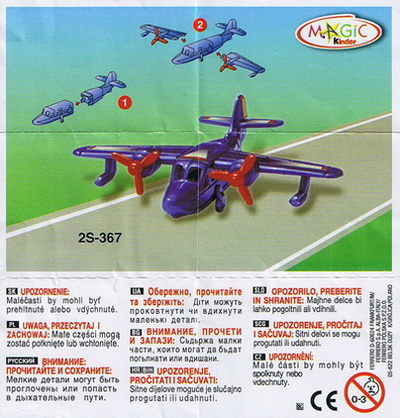 2
MAGiC
Kinder
1
2S-367
SK UPOZORNENIE:
Maléčasti by mohli byť
prehltnuté alebo vdýchnuté.
PL UWAGA, PRZECZYTAJ I
ZACHOWAJ: Małe części mogą
zostać połknięte lub wchłonięte.
РУССКИЙ ВНИМАНИЕ:
ПРОЧИТАЙТЕ И СОХРАНИТЕ:
Мелкие детали могут быть
проглочены или попасть
в дыхательные пути.
UA Обережно, прочитайте
та збережіть: Діти можуть
проковтнути чи вдихнути
маленькі деталі.
BG ВНИМАНИЕ, ПРОЧЕТИ
И ЗАПАЗИ: Съдържа малки
части, които могат да бъдат
погълнати или вдишани.
HR BIH UPOZORENJE,
PROČITATI I SAČUVATI:
Sitne dijelove moguće je slučajno
progutati ili udahnuti.
SLO OPOZORILO, PREBERITE
IN SHRANITE: Majhne delce bi
lahko pogoltnili ali vdihnili.
SCG UPOZORENJE, PROČITAJ
I SAČUVAJ: Sitni delovi se mogu
progutati ili udahnuti.
CZ UPOZORNĚNÍ:
Malé části by mohly být
spolknuty nebo
vdechnuty.
0-3
CE